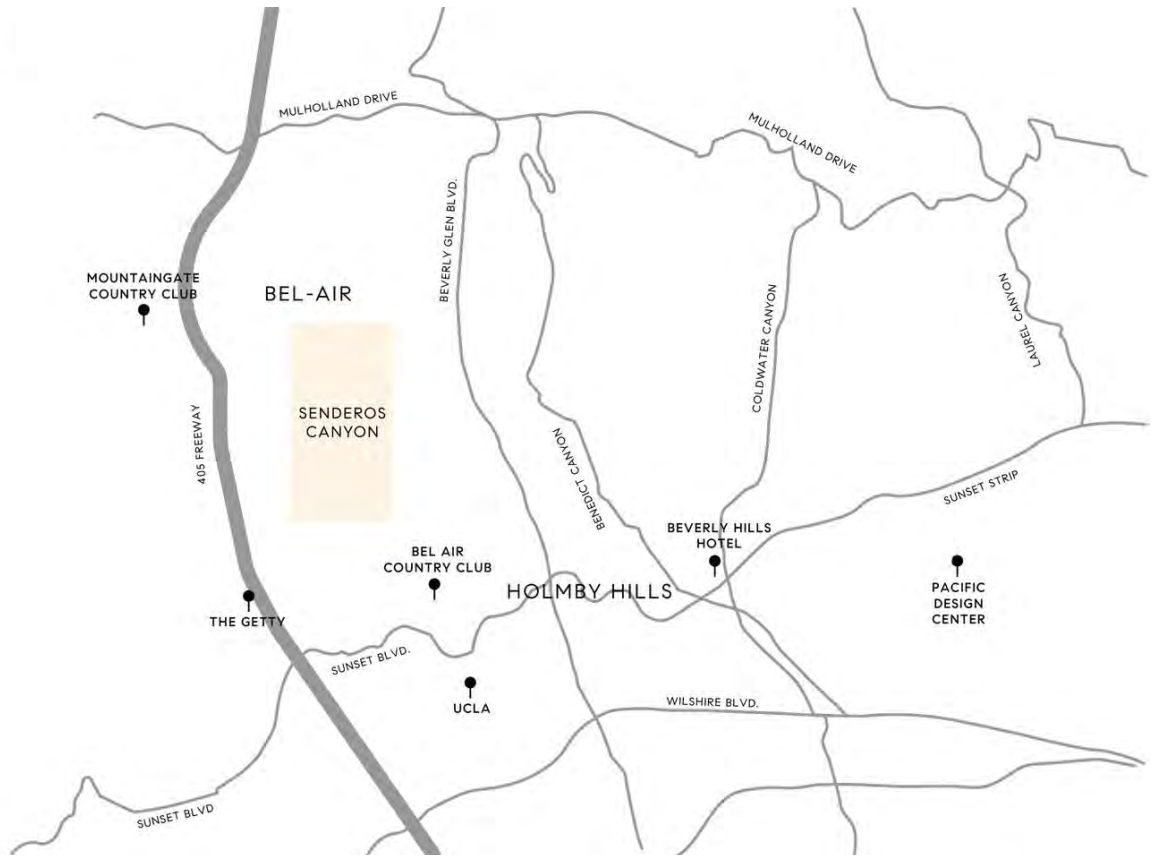 MULHOLLAND DRIVE
MULHOLLAND DRIVE
BEVERLY GLEN BLVD.
MOUNTAINGATE
COUNTRY CLUB
BEL-AIR
COLDWATER CANYON
LAUREL CANYON
SENDEROS
CANYON
405 FREEWAY
BENEDICT CANYON
SUNSET STRIP
BEVERLY HILLS
HOTEL
BEL AIR
COUNTRY CLUB
HOLMBY HILLS
PACIFIC
DESIGN
CENTER
THE GETTY
SUNSET BLVD.
UCLA
WILSHIRE BLVD.
SUNSET BLVD